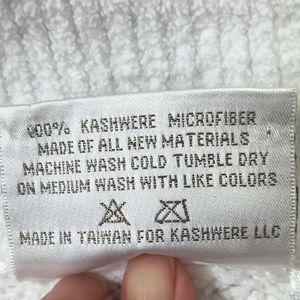 100% KASHWERE MICROFIBER
MADE OF ALL NEW MATERIALS
MACHINE WASH COLD TUMBLE DRY
ON MEDIUM WASH WITH LIKE COLORS
MADE IN TAIWAN FOR KASHWERE LLC